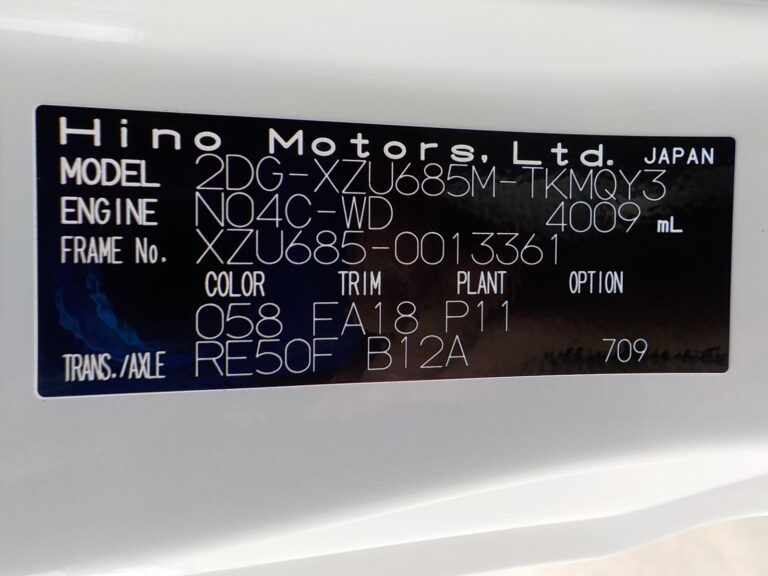 Hino Motors, Ltd. JAPAN
MODEL 2DG-XZU685M-TKMQY3
ENGINE N04C-WD 4009 mL
FRAME No. XZU685-0013361
COLOR TRIM PLANT OPTION
058 FA18 P11
TRANS./AXLE RE50F B12A 709